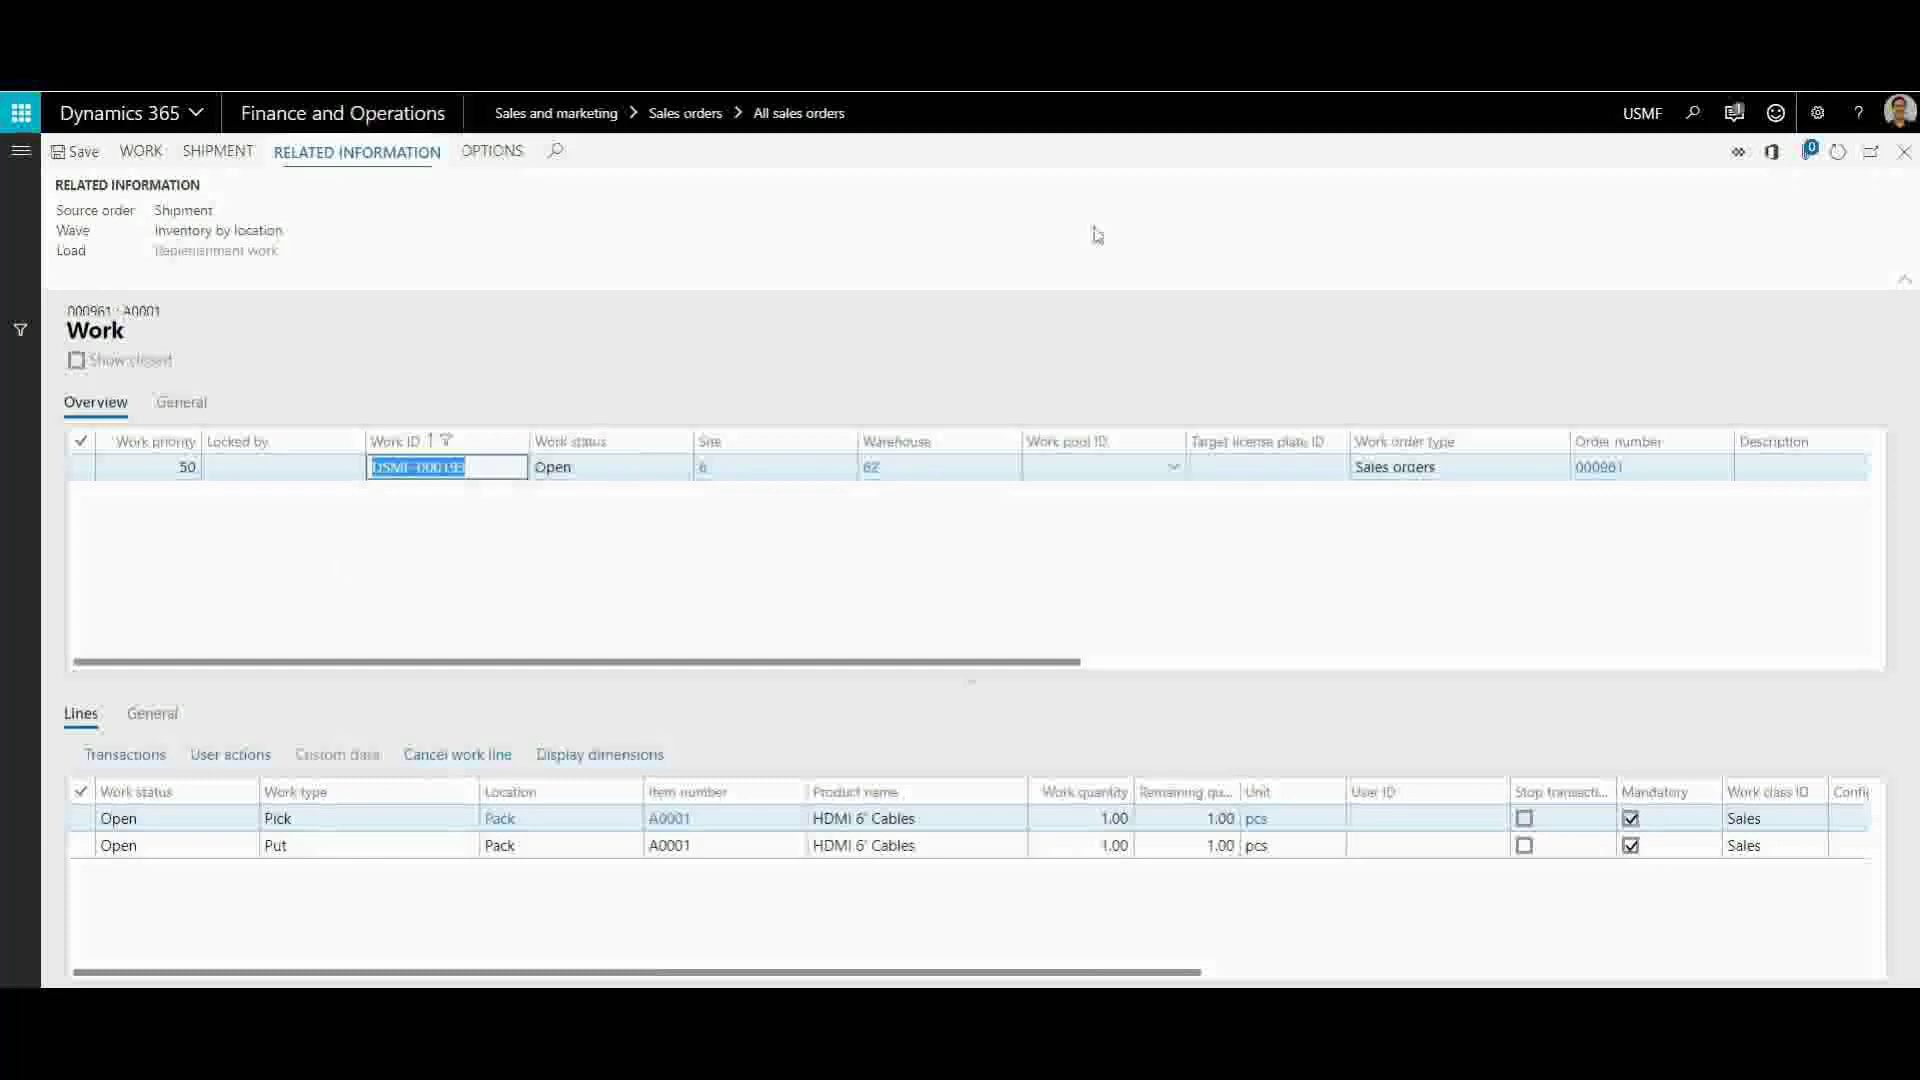 Dynamics 365 Finance and Operations Sales and marketing Sales orders All sales orders USMF 1 ?
Save WORK SHIPMENT RELATED INFORMATION OPTIONS 0
RELATED INFORMATION
Source order Shipment
Wave Inventory by location
Load Replenishment work
000961 : A0001
Work
Show closed
Overview General
Work priority Locked by Work ID Work status Site Warehouse Work pool ID Target license plate ID Work order type Order number Description
50 USMF-000193 Open 6 62 Sales orders 000961
Lines General
Transactions User actions Custom data Cancel work line Display dimensions
Work status Work type Location Item number Product name Work quantity Remaining qu... Unit User ID Stop transacti... Mandatory Work class ID Config
Open Pick Pack A0001 HDMI 6' Cables 1.00 1.00 pcs Sales
Open Put Pack A0001 HDMI 6' Cables 1.00 1.00 pcs Sales